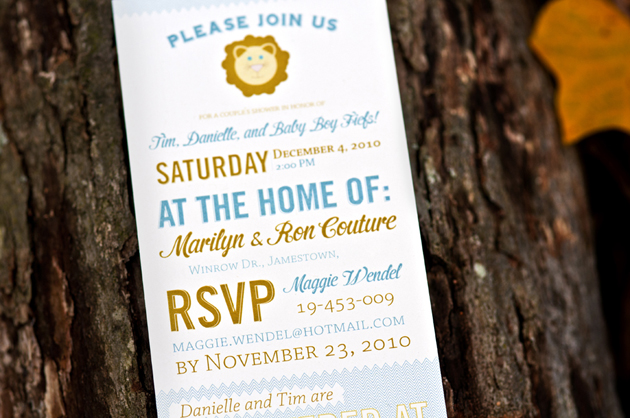 PLEASE JOIN US
FOR A COUPLE'S SHOWER IN HONOR OF
Tim, Danielle, and Baby Boy Fiefs!
SATURDAY DECEMBER 4, 2010
2:00 PM
AT THE HOME OF:
Marilyn & Ron Couture
WINROW DR., JAMESTOWN,
RSVP Maggie Wendel
19-453-009
MAGGIE.WENDEL@HOTMAIL.COM
BY NOVEMBER 23, 2010
Danielle and Tim are
AT